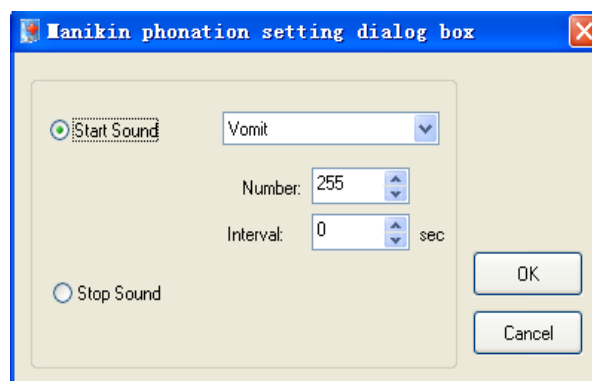 Manikin phonation setting dialog box
Start Sound
Vomit
Number: 255
Interval: 0 sec
Stop Sound
OK
Cancel